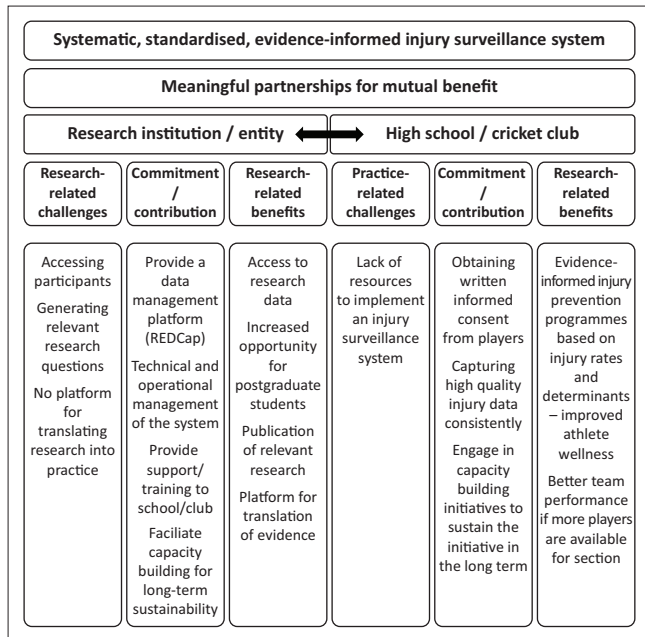 Systematic, standardised, evidence-informed injury surveillance system
Meaningful partnerships for mutual benefit
Research institution / entity
High school / cricket club
Research-
related
challenges
Commitment
/
contribution
Research-
related
benefits
Practice-
related
challenges
Commitment
/
contribution
Research-
related
benefits
Accessing
participants
Generating
relevant
research
questions
No platform
for
translating
research into
practice
Provide a
data
management
platform
(REDCap)
Technical and
operational
management
of the system
Provide
support/
training to
school/club
Faciliate
capacity
building for
long-term
sustainability
Access to
research
data
Increased
opportunity
for
postgraduate
students
Publication
of relevant
research
Platform for
translation
of evidence
Lack of
resources
to implement
an injury
surveillance
system
Obtaining
written
informed
consent
from players
Capturing
high quality
injury data
consistently
Engage in
capacity
building
initiatives to
sustain the
initiative in
the long term
Evidence-
informed injury
prevention
programmes
based on
injury rates
and
determinants
– improved
athlete
wellness
Better team
performance
if more players
are available
for section